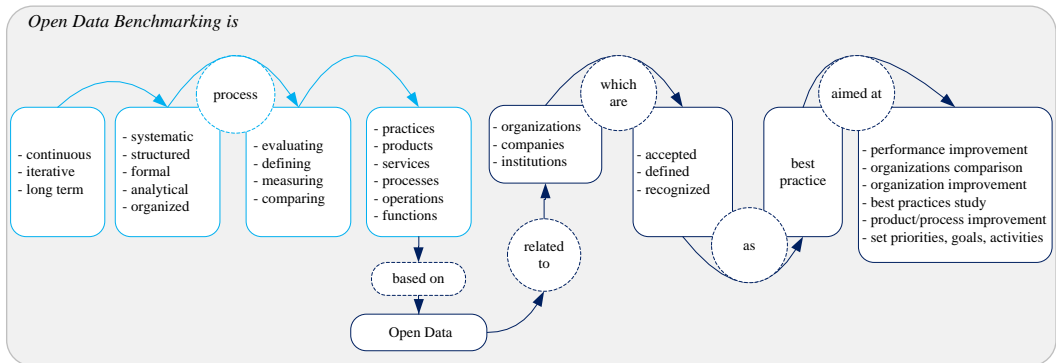 Open Data Benchmarking is
- continuous
- iterative
- long term
- systematic
- structured
- formal
- analytical
- organized
process
- evaluating
- defining
- measuring
- comparing
- practices
- products
- services
- processes
- operations
- functions
based on
Open Data
related
to
- organizations
- companies
- institutions
which
are
- accepted
- defined
- recognized
as
best
practice
aimed at
- performance improvement
- organizations comparison
- organization improvement
- best practices study
- product/process improvement
- set priorities, goals, activities